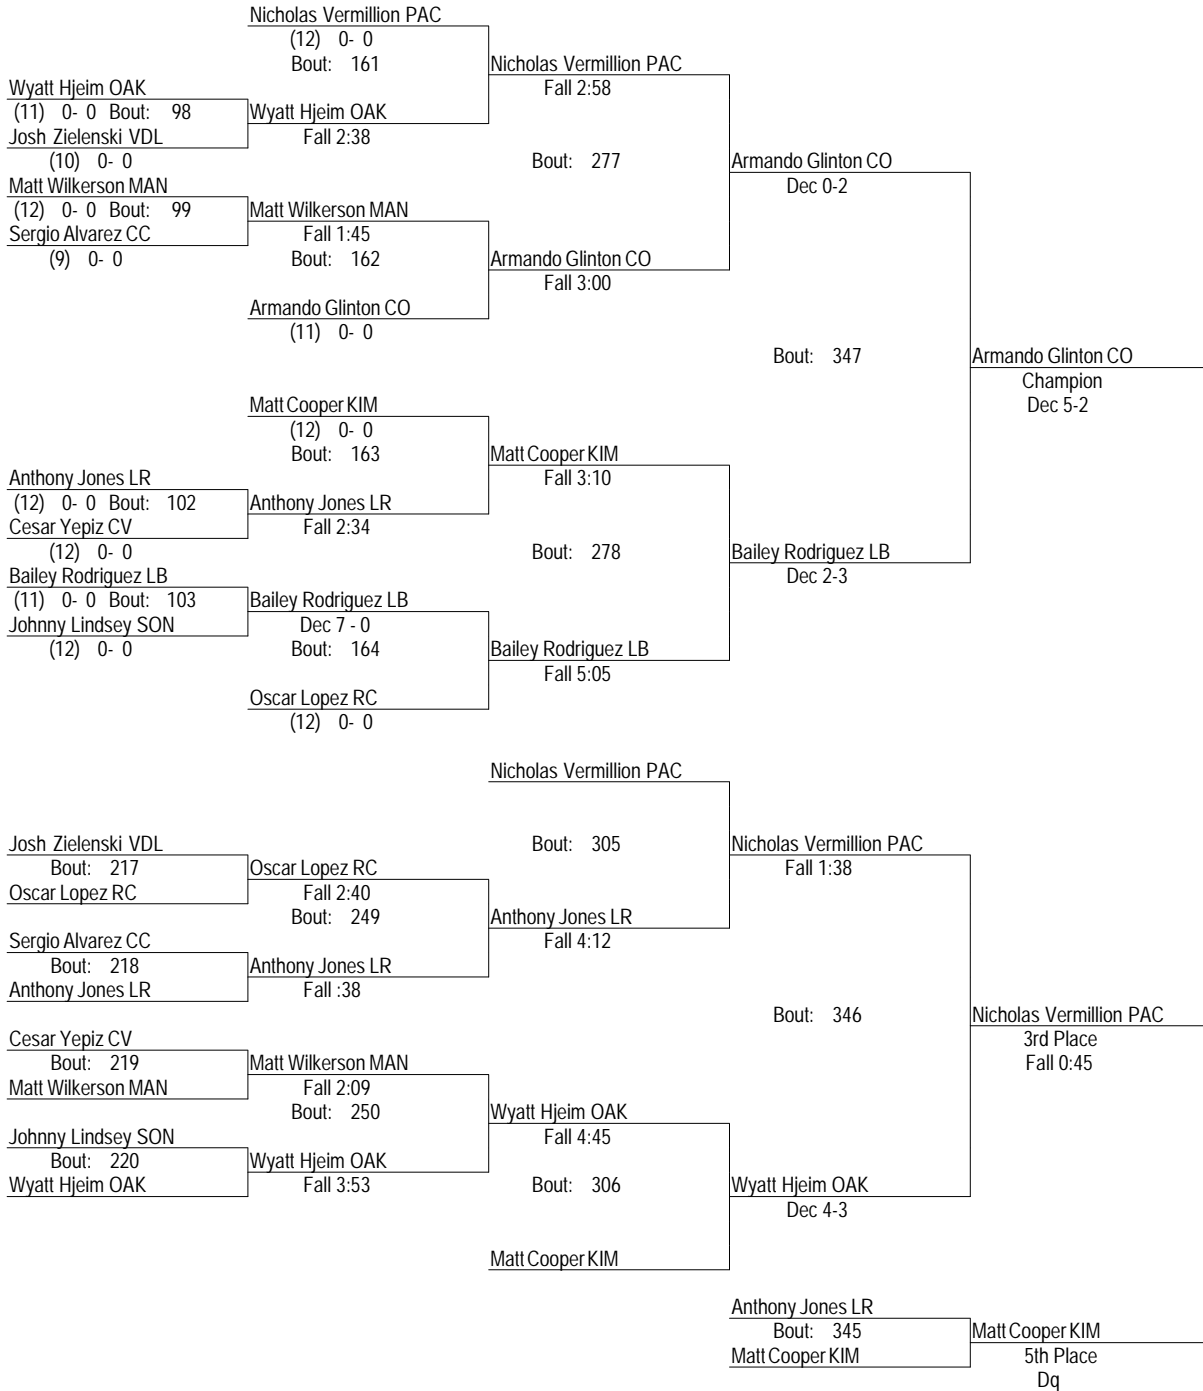 Nicholas Vermillion PAC
(12) 0- 0
Bout: 161
Nicholas Vermillion PAC
Fall 2:58
Wyatt Hjeim OAK
(11) 0- 0 Bout: 98
Wyatt Hjeim OAK
Josh Zielenski VDL
Fall 2:38
(10) 0- 0
Bout: 277
Armando Glinton CO
Dec 0-2
Matt Wilkerson MAN
(12) 0- 0 Bout: 99
Matt Wilkerson MAN
Sergio Alvarez CC
Fall 1:45
(9) 0- 0
Bout: 162
Armando Glinton CO
Fall 3:00
Armando Glinton CO
(11) 0- 0
Bout: 347
Armando Glinton CO
Champion
Dec 5-2
Matt Cooper KIM
(12) 0- 0
Bout: 163
Matt Cooper KIM
Fall 3:10
Anthony Jones LR
(12) 0- 0 Bout: 102
Anthony Jones LR
Cesar Yepiz CV
Fall 2:34
(12) 0- 0
Bout: 278
Bailey Rodriguez LB
Dec 2-3
Bailey Rodriguez LB
(11) 0- 0 Bout: 103
Bailey Rodriguez LB
Johnny Lindsey SON
Dec 7 - 0
(12) 0- 0
Bout: 164
Bailey Rodriguez LB
Fall 5:05
Oscar Lopez RC
(12) 0- 0
Nicholas Vermillion PAC
Bout: 305
Nicholas Vermillion PAC
Fall 1:38
Josh Zielenski VDL
Bout: 217
Oscar Lopez RC
Oscar Lopez RC
Fall 2:40
Bout: 249
Anthony Jones LR
Fall 4:12
Sergio Alvarez CC
Bout: 218
Anthony Jones LR
Anthony Jones LR
Fall :38
Bout: 346
Nicholas Vermillion PAC
3rd Place
Fall 0:45
Cesar Yepiz CV
Bout: 219
Matt Wilkerson MAN
Matt Wilkerson MAN
Fall 2:09
Bout: 250
Wyatt Hjeim OAK
Fall 4:45
Johnny Lindsey SON
Bout: 220
Wyatt Hjeim OAK
Wyatt Hjeim OAK
Fall 3:53
Bout: 306
Wyatt Hjeim OAK
Dec 4-3
Matt Cooper KIM
Anthony Jones LR
Bout: 345
Matt Cooper KIM
Matt Cooper KIM
5th Place
Dq